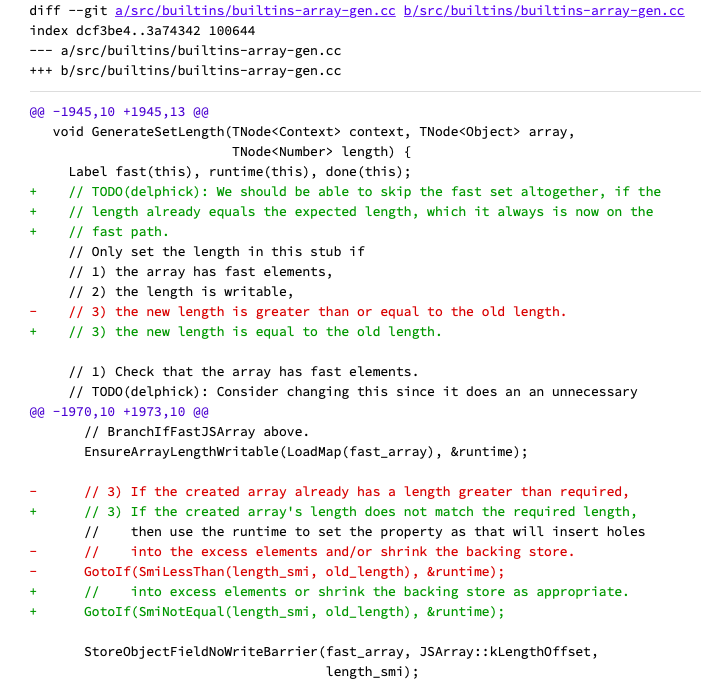 diff --git a/src/builtins/builtins-array-gen.cc b/src/builtins/builtins-array-gen.cc
index dcf3be4..3a74342 100644
--- a/src/builtins/builtins-array-gen.cc
+++ b/src/builtins/builtins-array-gen.cc
@@ -1945,10 +1945,13 @@
   void GenerateSetLength(TNode<Context> context, TNode<Object> array,
                          TNode<Number> length) {
     Label fast(this), runtime(this), done(this);
+    // TODO(delphick): We should be able to skip the fast set altogether, if the
+    // length already equals the expected length, which it always is now on the
+    // fast path.
     // Only set the length in this stub if
     // 1) the array has fast elements,
     // 2) the length is writable,
-    // 3) the new length is greater than or equal to the old length.
+    // 3) the new length is equal to the old length.
     // 1) Check that the array has fast elements.
     // TODO(delphick): Consider changing this since it does an an unnecessary
@@ -1970,10 +1973,10 @@
       // BranchIfFastJSArray above.
       EnsureArrayLengthWritable(LoadMap(fast_array), &runtime);
-      // 3) If the created array already has a length greater than required,
+      // 3) If the created array's length does not match the required length,
       //    then use the runtime to set the property as that will insert holes
-      //    into the excess elements and/or shrink the backing store.
-      GotoIf(SmiLessThan(length_smi, old_length), &runtime);
+      //    into excess elements or shrink the backing store as appropriate.
+      GotoIf(SmiNotEqual(length_smi, old_length), &runtime);
       StoreObjectFieldNoWriteBarrier(fast_array, JSArray::kLengthOffset,
                                      length_smi);